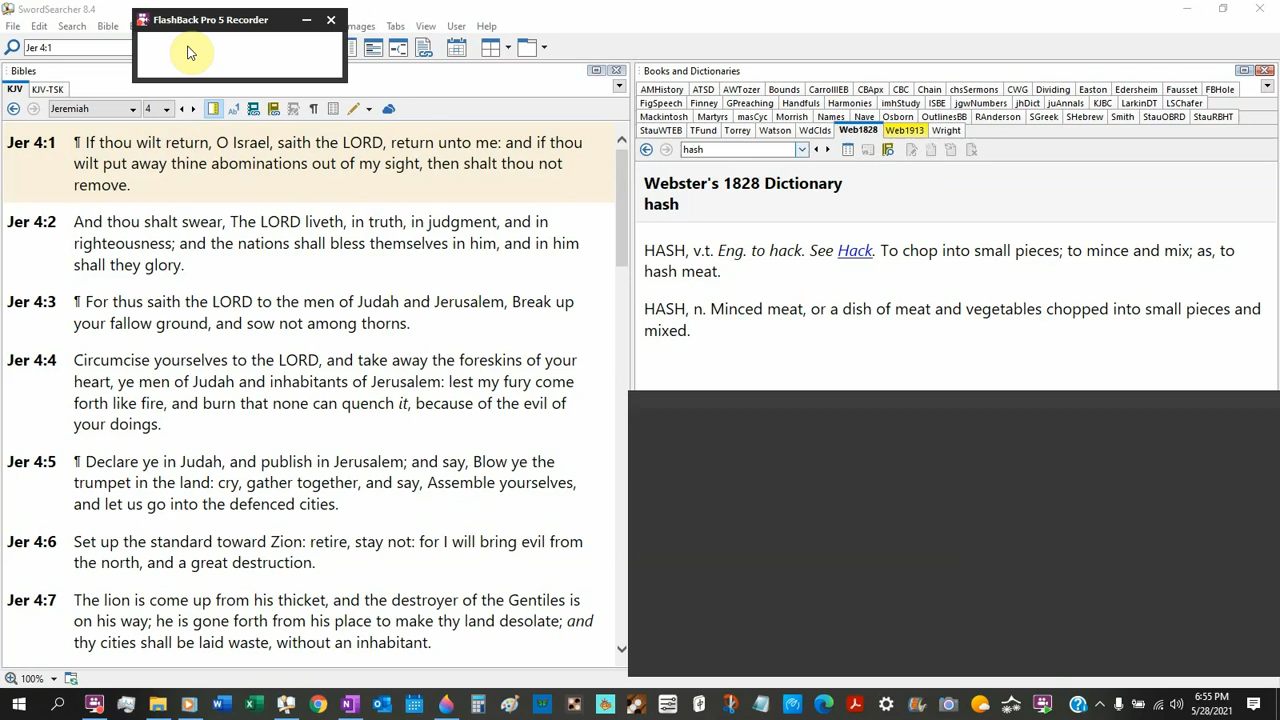 SwordSearcher 8.4
FlashBack Pro 5 Recorder
File Edit Search Bible mages Tabs View User Help
Jer 4:1
Bibles
KJV KJV-TSK
Jeremiah 4
Jer 4:1 ¶ If thou wilt return, O Israel, saith the LORD, return unto me: and if thou
wilt put away thine abominations out of my sight, then shalt thou not
remove.
Jer 4:2 And thou shalt swear, The LORD liveth, in truth, in judgment, and in
righteousness; and the nations shall bless themselves in him, and in him
shall they glory.
Jer 4:3 ¶ For thus saith the LORD to the men of Judah and Jerusalem, Break up
your fallow ground, and sow not among thorns.
Jer 4:4 Circumcise yourselves to the LORD, and take away the foreskins of your
heart, ye men of Judah and inhabitants of Jerusalem: lest my fury come
forth like fire, and burn that none can quench it, because of the evil of
your doings.
Jer 4:5 ¶ Declare ye in Judah, and publish in Jerusalem; and say, Blow ye the
trumpet in the land: cry, gather together, and say, Assemble yourselves,
and let us go into the defenced cities.
Jer 4:6 Set up the standard toward Zion: retire, stay not: for I will bring evil from
the north, and a great destruction.
Jer 4:7 The lion is come up from his thicket, and the destroyer of the Gentiles is
on his way; he is gone forth from his place to make thy land desolate; and
thy cities shall be laid waste, without an inhabitant.
100%
Books and Dictionaries
AMHistory ATSD AWTozer Bounds CarrollIEB CBApx CBC Chain chsSermons CWG Dividing Easton Edersheim Fausset FBHole
FigSpeech Finney GPreaching Handfuls Harmonies imhStudy ISBE jgwNumbers jhDict juAnnals KJBC LarkinDT LSChafer
Mackintosh Martyrs masCyc Morrish Names Nave Osborn OutlinesBB RAnderson SGreek SHebrew Smith StauOBRD StauRBHT
StauWTEB TFund Torrey Watson WdClds Web1828 Web1913 Wright
hash
Webster's 1828 Dictionary
hash
HASH, v.t. Eng. to hack. See Hack. To chop into small pieces; to mince and mix; as, to
hash meat.
HASH, n. Minced meat, or a dish of meat and vegetables chopped into small pieces and
mixed.
6:55 PM
5/28/2021